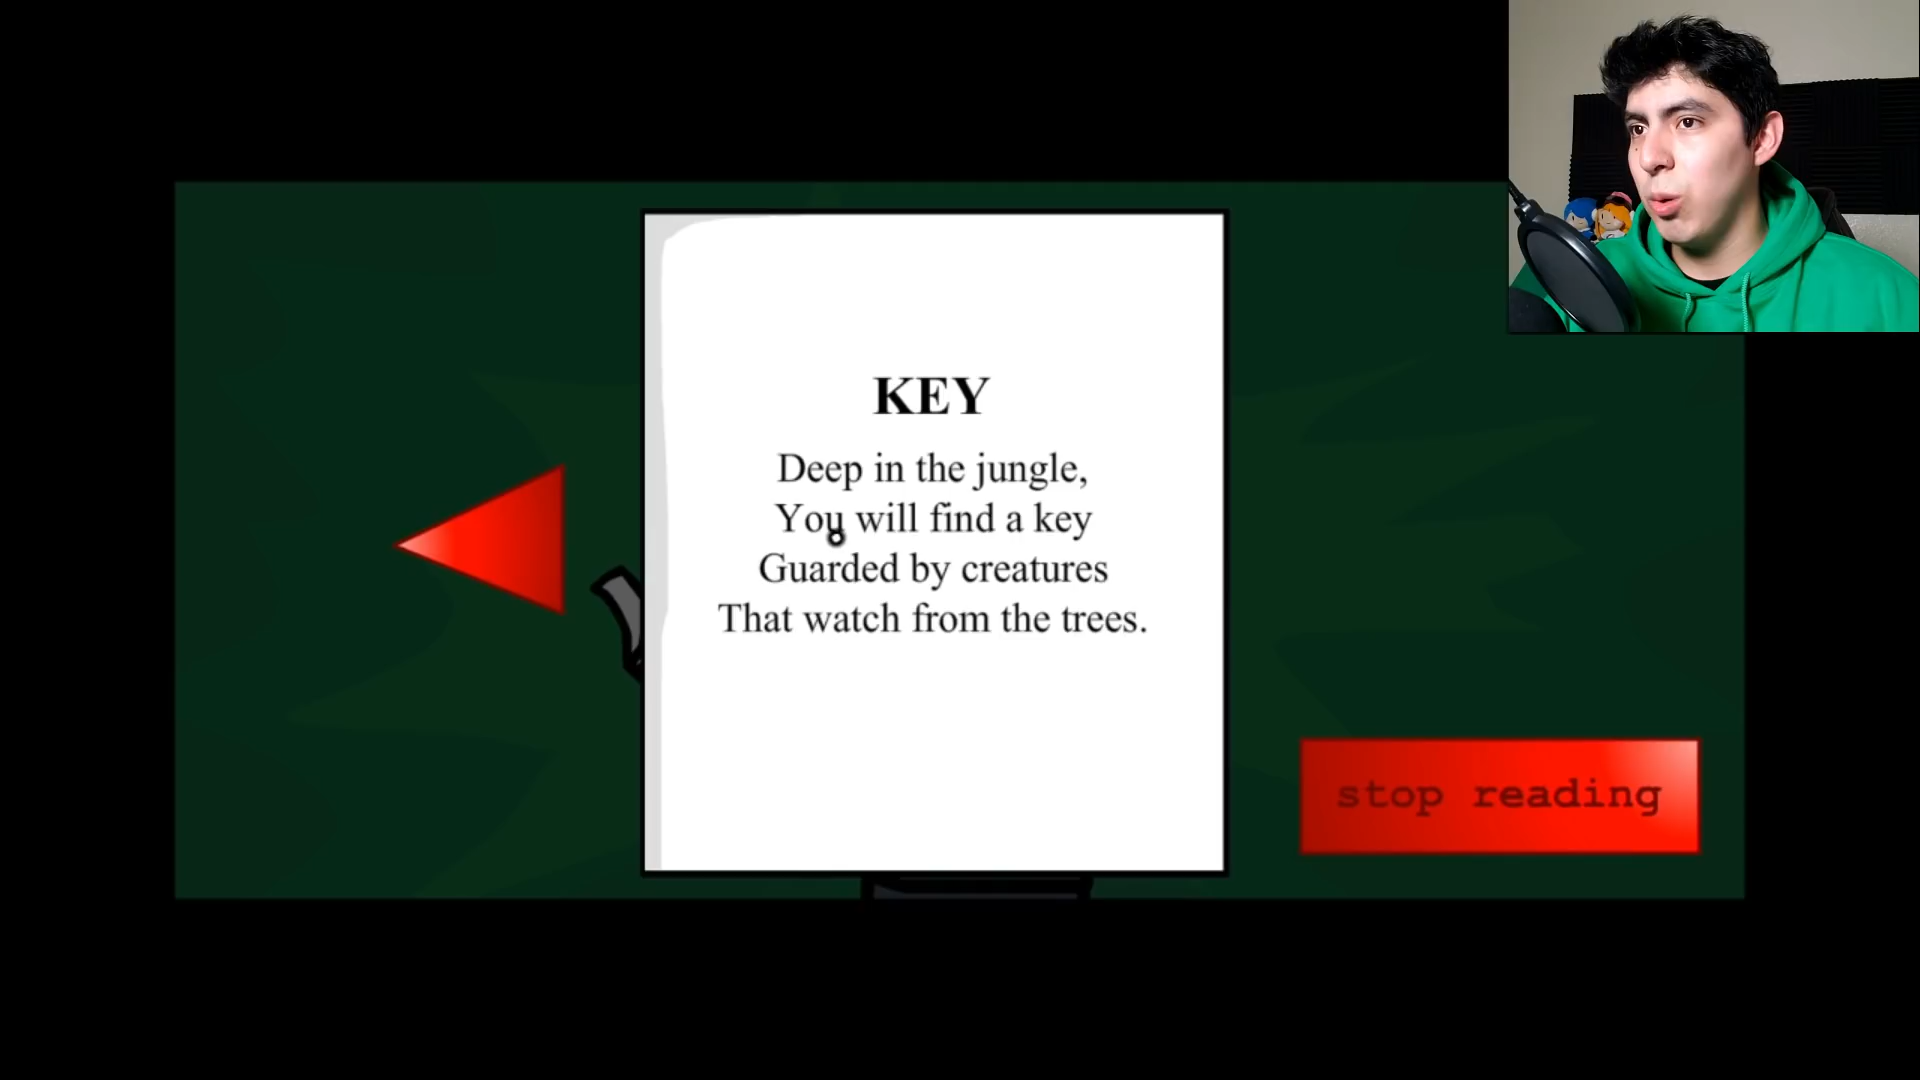 KEY
Deep in the jungle,
You will find a key
Guarded by creatures
That watch from the trees.
stop reading